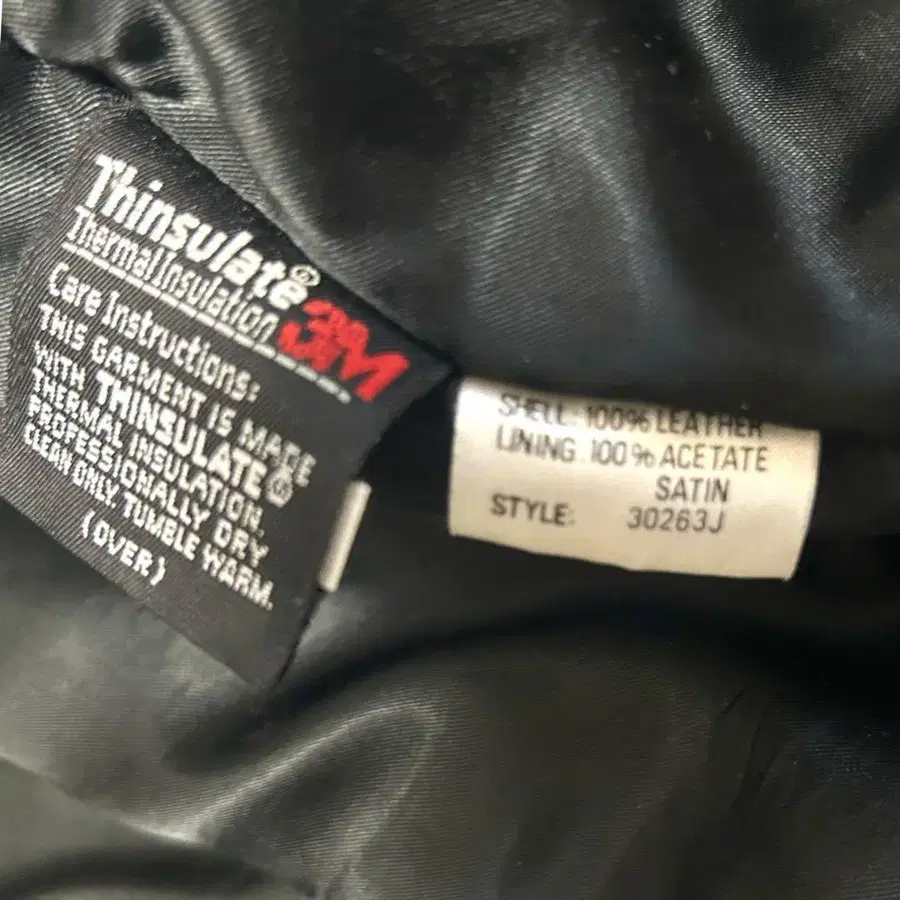 Thinsulate®
Thermal Insulation 3M
Care Instructions:
THIS GARMENT IS MADE
WITH THINSULATE®
THERMAL INSULATION.
PROFESSIONALLY DRY
CLEAN ONLY. TUMBLE WARM.
(OVER)
SHELL: 100% LEATHER
LINING: 100% ACETATE
SATIN
STYLE: 30263J